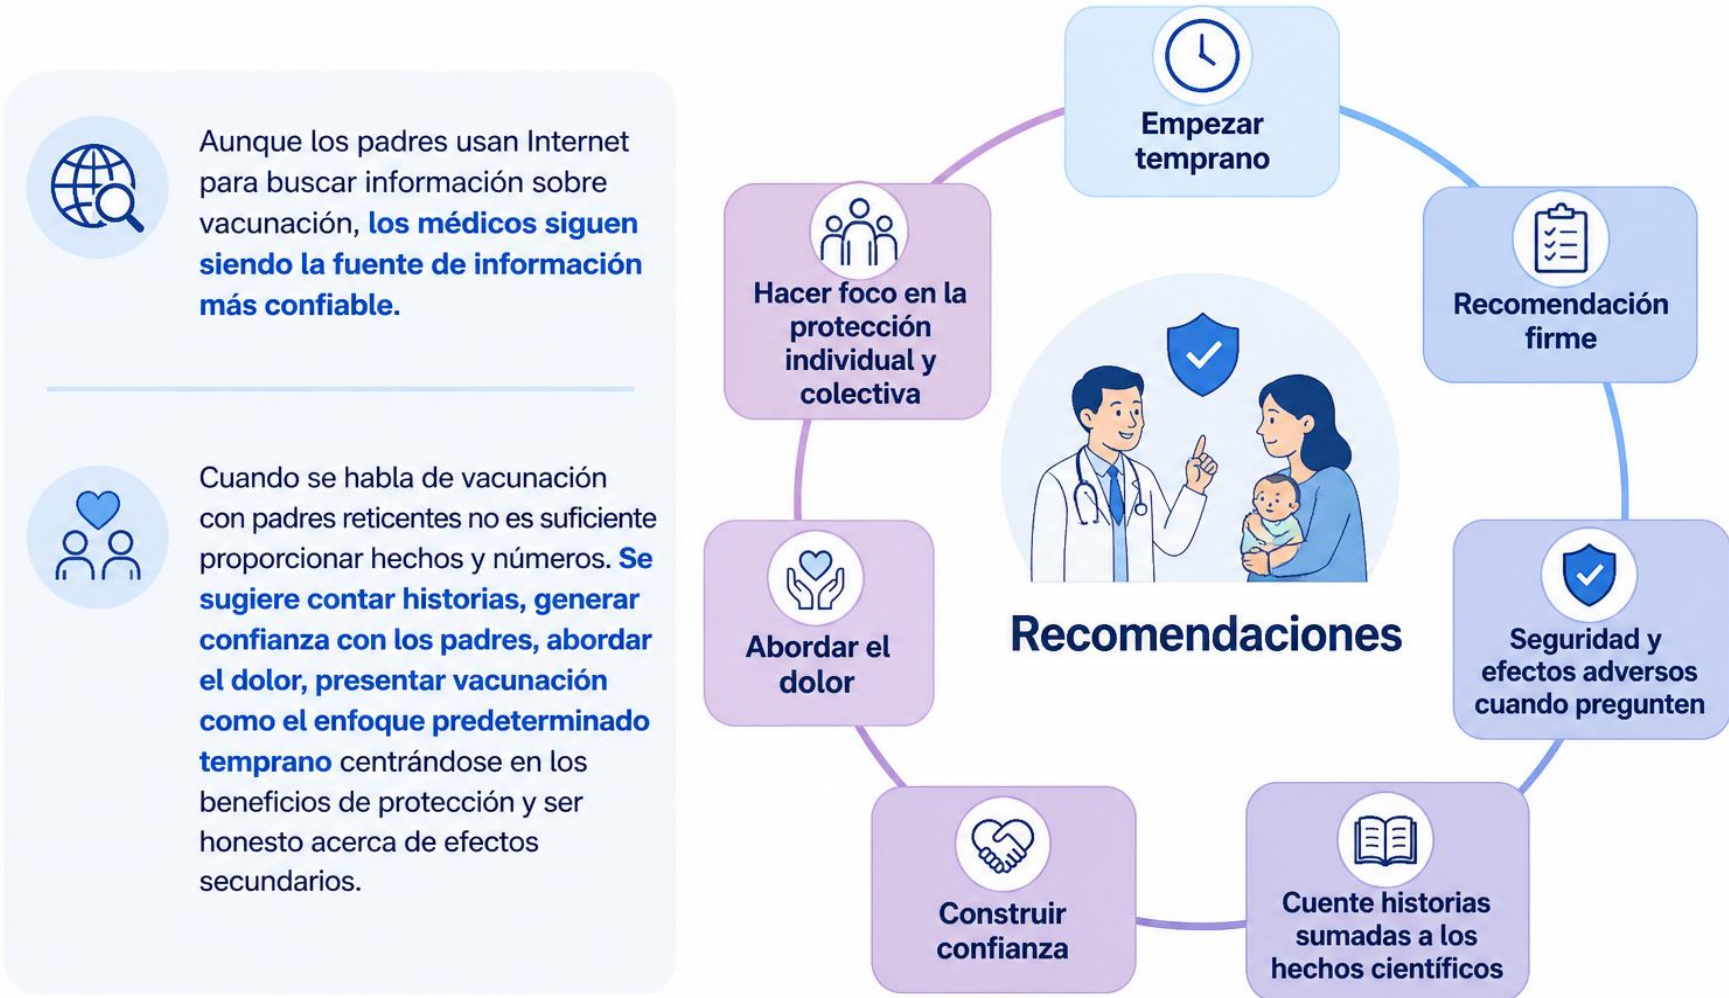 Aunque los padres usan Internet
para buscar información sobre
vacunación, los médicos siguen
siendo la fuente de información
más confiable.
Cuando se habla de vacunación
con padres reticentes no es suficiente
proporcionar hechos y números. Se
sugiere contar historias, generar
confianza con los padres, abordar
el dolor, presentar vacunación
como el enfoque predeterminado
temprano centrándose en los
beneficios de protección y ser
honesto acerca de efectos
secundarios.
Empezar
temprano
Recomendación
firme
Seguridad y
efectos adversos
cuando pregunten
Cuente historias
sumadas a los
hechos científicos
Construir
confianza
Abordar el
dolor
Hacer foco en la
protección
individual y
colectiva
Recomendaciones